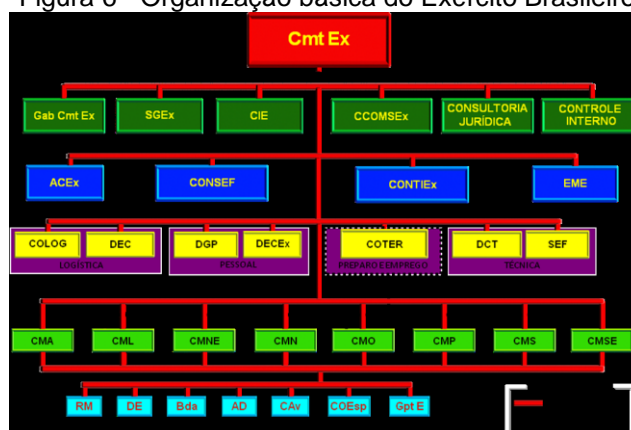 Figura 6 - Organização básica do Exército Brasileiro
Cmt Ex
Gab Cmt Ex
SGEx
CIE
CCOMSEx
CONSULTORIA
JURÍDICA
CONTROLE
INTERNO
ACEx
CONSEF
CONTIEx
EME
COLOG
DEC
DGP
DECEx
COTER
DCT
SEF
LOGÍSTICA
PESSOAL
PREPARO E EMPREGO
TÉCNICA
CMA
CML
CMNE
CMN
CMO
CMP
CMS
CMSE
RM
DE
Bda
AD
CAv
COEsp
Gpt E